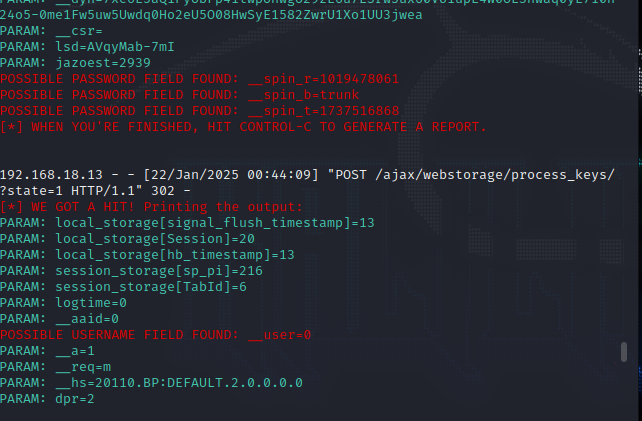 24o5-0me1Fw5uw5Uwdq0Ho2eU5O08HwSyE1582ZwrU1Xo1UU3jwea
PARAM: __csr=
PARAM: lsd=AVqyMab-7mI
PARAM: jazoest=2939
POSSIBLE PASSWORD FIELD FOUND: __spin_r=1019478061
POSSIBLE PASSWORD FIELD FOUND: __spin_b=trunk
POSSIBLE PASSWORD FIELD FOUND: __spin_t=1737516868
[*] WHEN YOU'RE FINISHED, HIT CONTROL-C TO GENERATE A REPORT.
192.168.18.13 - - [22/Jan/2025 00:44:09] "POST /ajax/webstorage/process_keys/
?state=1 HTTP/1.1" 302 -
[*] WE GOT A HIT! Printing the output:
PARAM: local_storage[signal_flush_timestamp]=13
PARAM: local_storage[Session]=20
PARAM: local_storage[hb_timestamp]=13
PARAM: session_storage[sp_pi]=216
PARAM: session_storage[TabId]=6
PARAM: logtime=0
PARAM: __aaid=0
POSSIBLE USERNAME FIELD FOUND: __user=0
PARAM: __a=1
PARAM: __req=m
PARAM: __hs=20110.BP:DEFAULT.2.0.0.0.0
PARAM: dpr=2